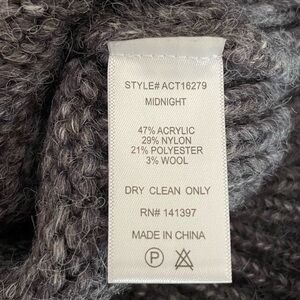 STYLE# ACT16279
MIDNIGHT
47% ACRYLIC
29% NYLON
21% POLYESTER
3% WOOL
DRY CLEAN ONLY
RN# 141397
MADE IN CHINA
P